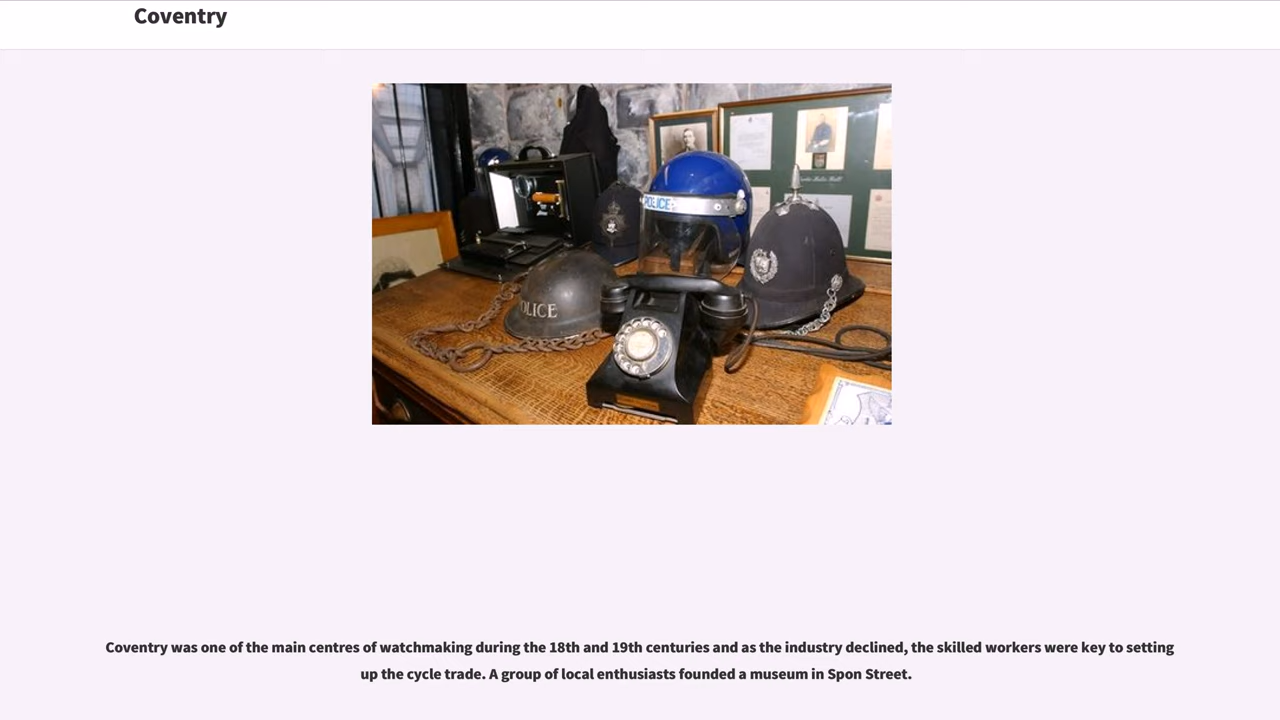 Coventry
POLICE
OLICE
Coventry was one of the main centres of watchmaking during the 18th and 19th centuries and as the industry declined, the skilled workers were key to setting
up the cycle trade. A group of local enthusiasts founded a museum in Spon Street.